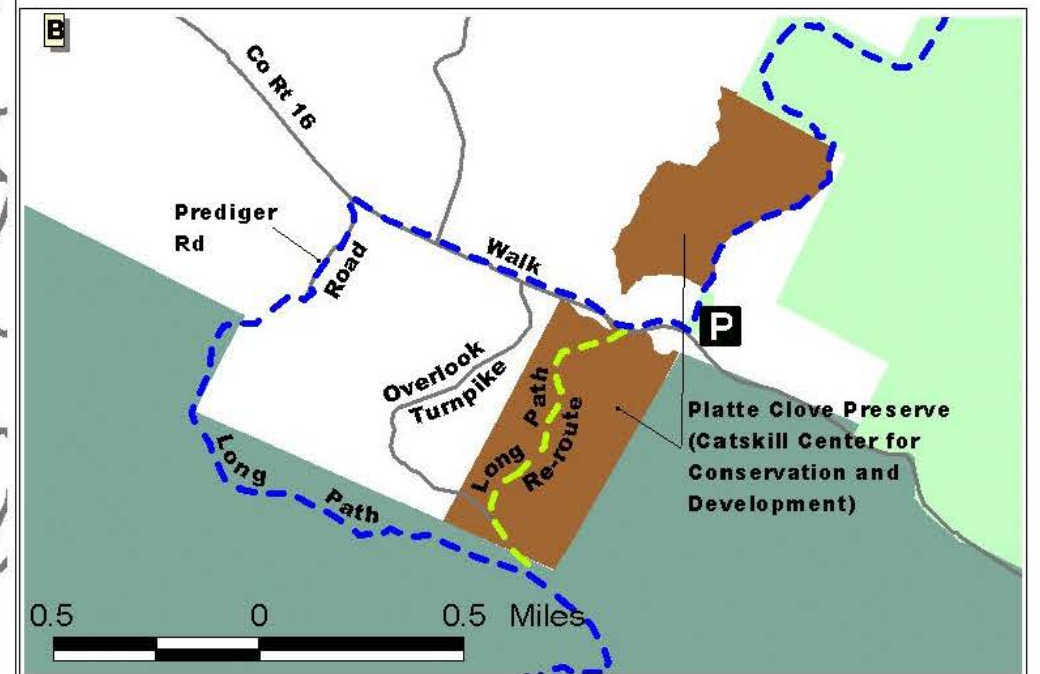 B
Co Rt 16
Prediger
Rd
Road
Walk
Overlook
Turnpike
Long Path
Re-route
P
Platte Clove Preserve
(Catskill Center for
Conservation and
Development)
Long Path
0.5 0 0.5 Miles